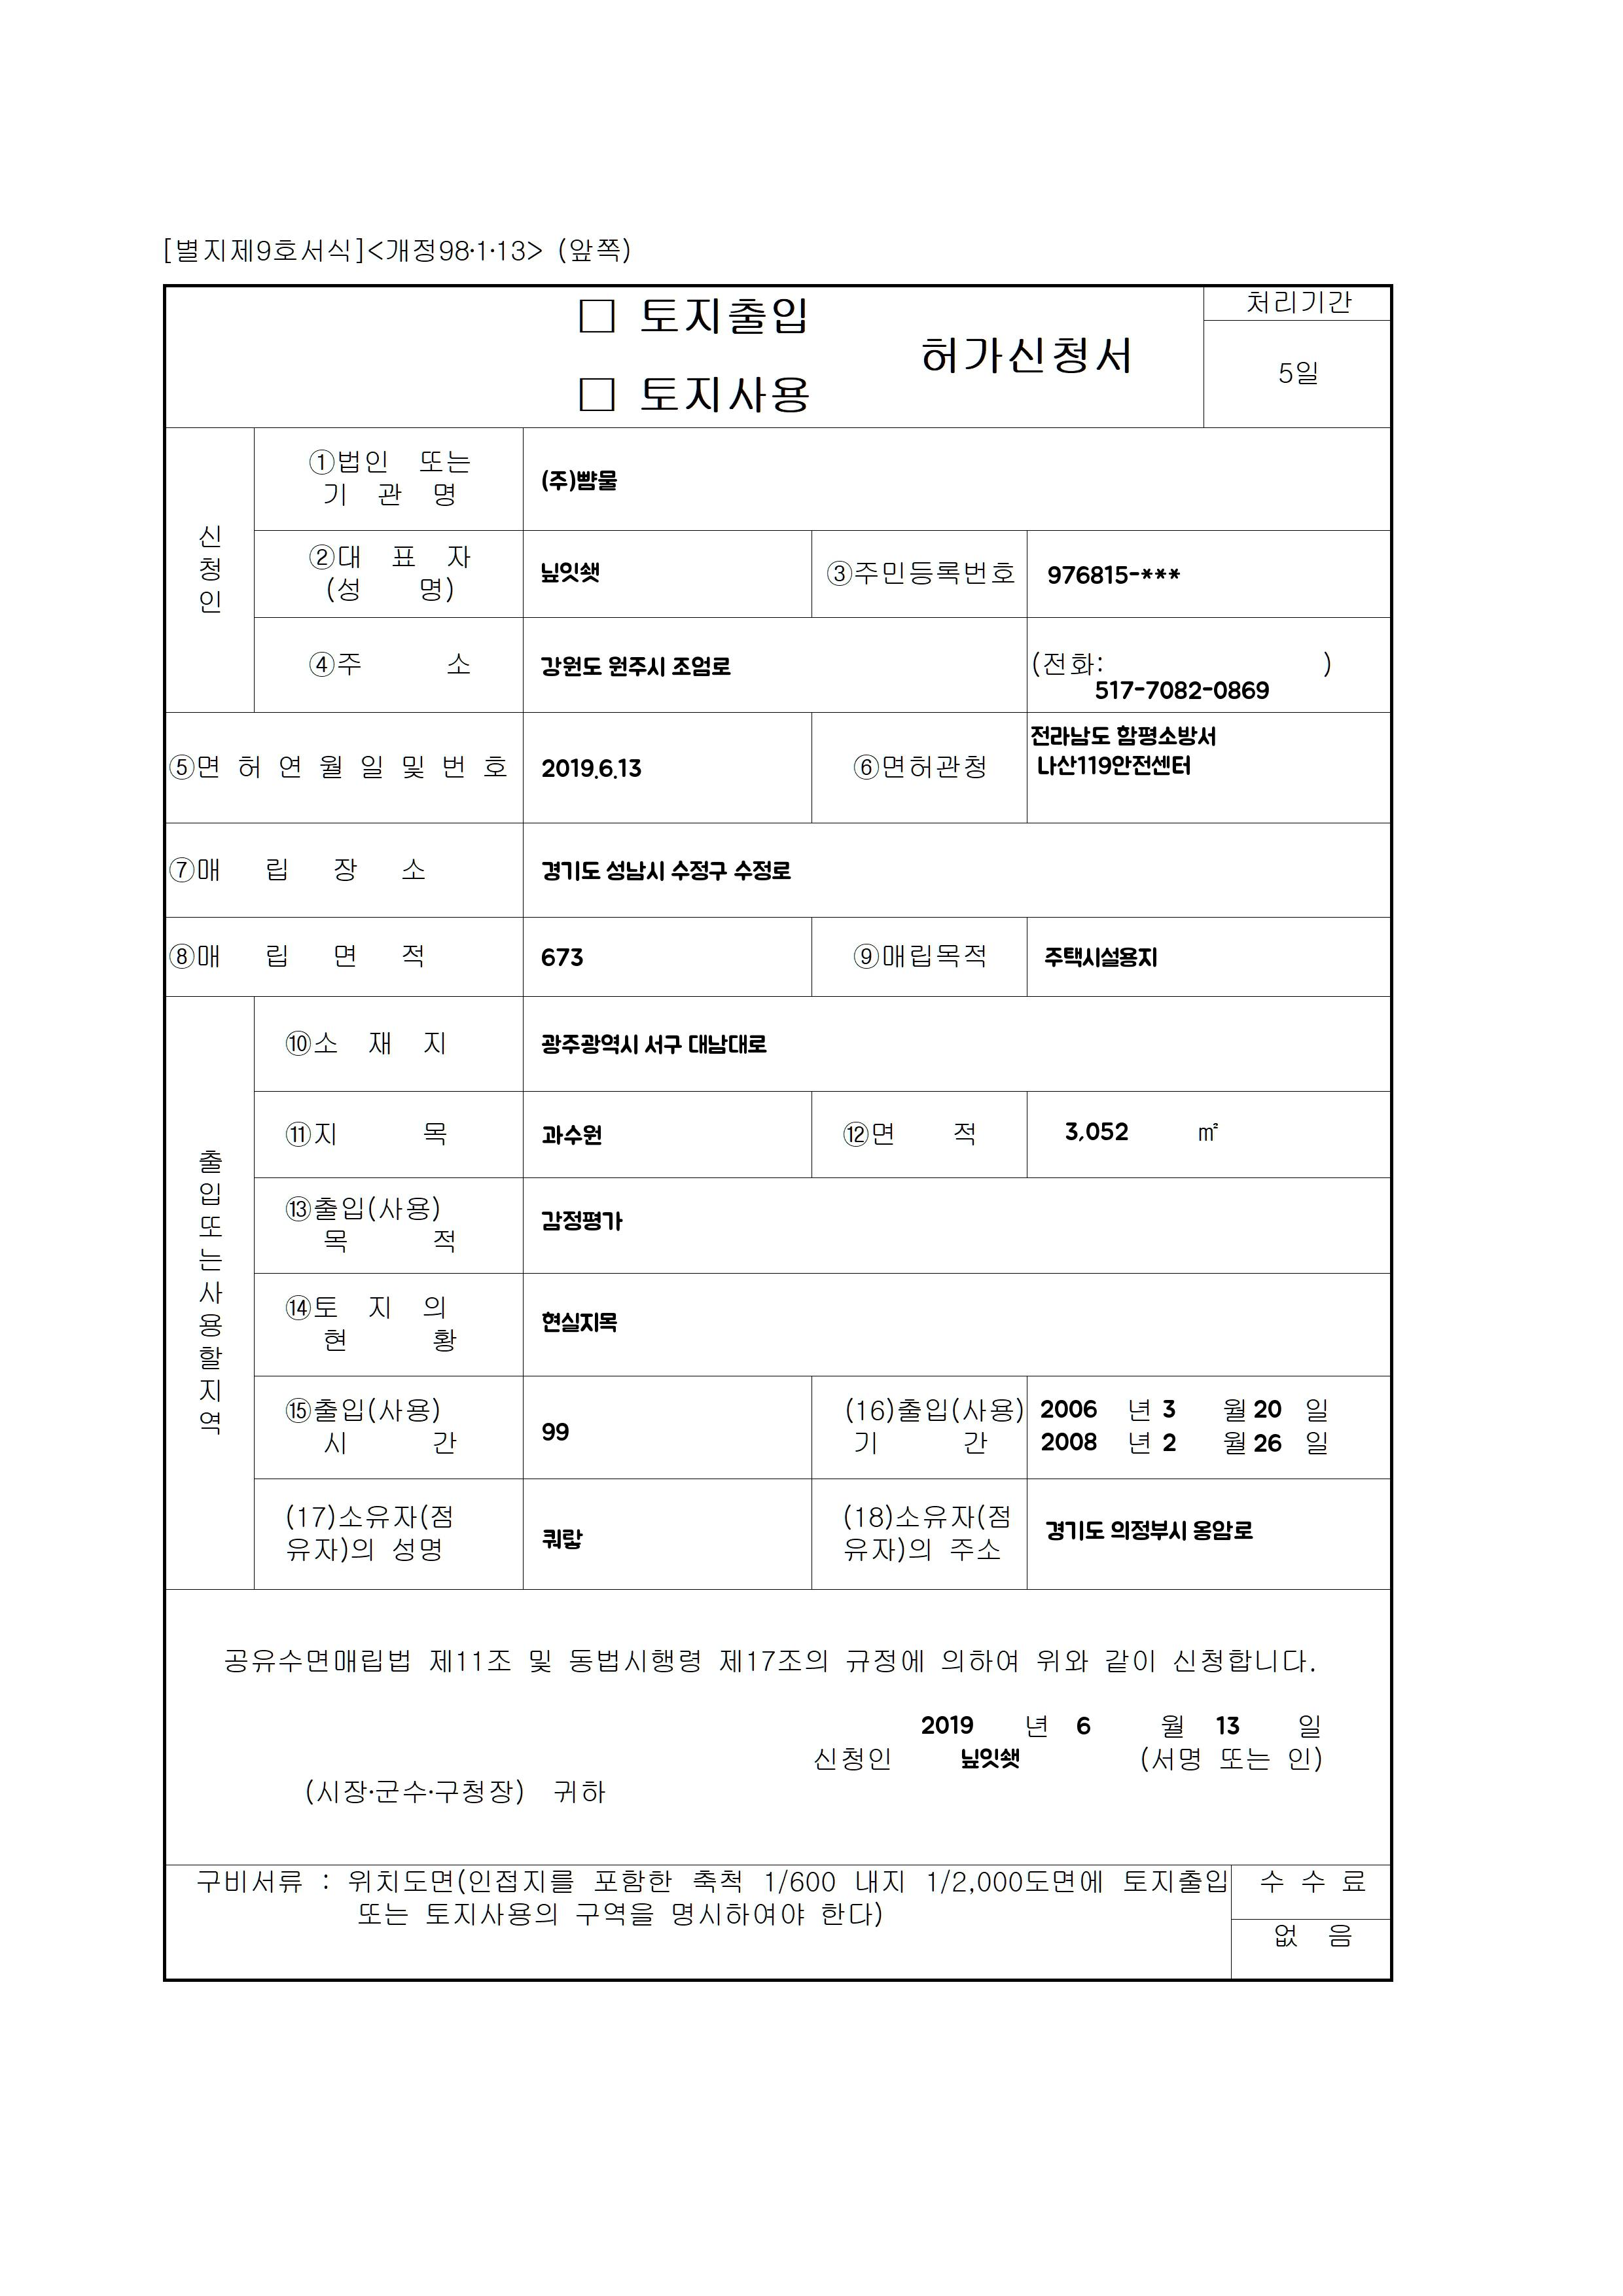 [별지제9호서식]<개정98·1·13> (앞쪽)
□ 토지출입
허가신청서
□ 토지사용
처리기간
5일
신청인
①법인 또는
기 관 명
(주)뺨물
②대 표 자
(성 명)
③주민등록번호
976815-***
④주 소
강원도 원주시 조엄로
(전화: )
517-7082-0869
⑤면 허 연 월 일 및 번 호
2019.6.13
⑥면허관청
전라남도 함평소방서
나산119안전센터
⑦매 립 장 소
경기도 성남시 수정구 수정로
⑧매 립 면 적
673
⑨매립목적
주택시설용지
출입또는사용할지역
⑩소 재 지
광주광역시 서구 대남대로
⑪지 목
과수원
⑫면 적
3,052 ㎡
⑬출입(사용)
목 적
감정평가
⑭토 지 의
현 황
현실지목
⑮출입(사용)
시 간
99
(16)출입(사용)
기 간
2006 년 3 월 20 일
2008 년 2 월 26 일
(17)소유자(점
유자)의 성명
(18)소유자(점
유자)의 주소
경기도 의정부시 용암로
공유수면매립법 제11조 및 동법시행령 제17조의 규정에 의하여 위와 같이 신청합니다.
2019 년 6 월 13 일
신청인 (서명 또는 인)
(시장·군수·구청장) 귀하
구비서류 : 위치도면(인접지를 포함한 축척 1/600 내지 1/2,000도면에 토지출입
또는 토지사용의 구역을 명시하여야 한다)
수 수 료
없 음